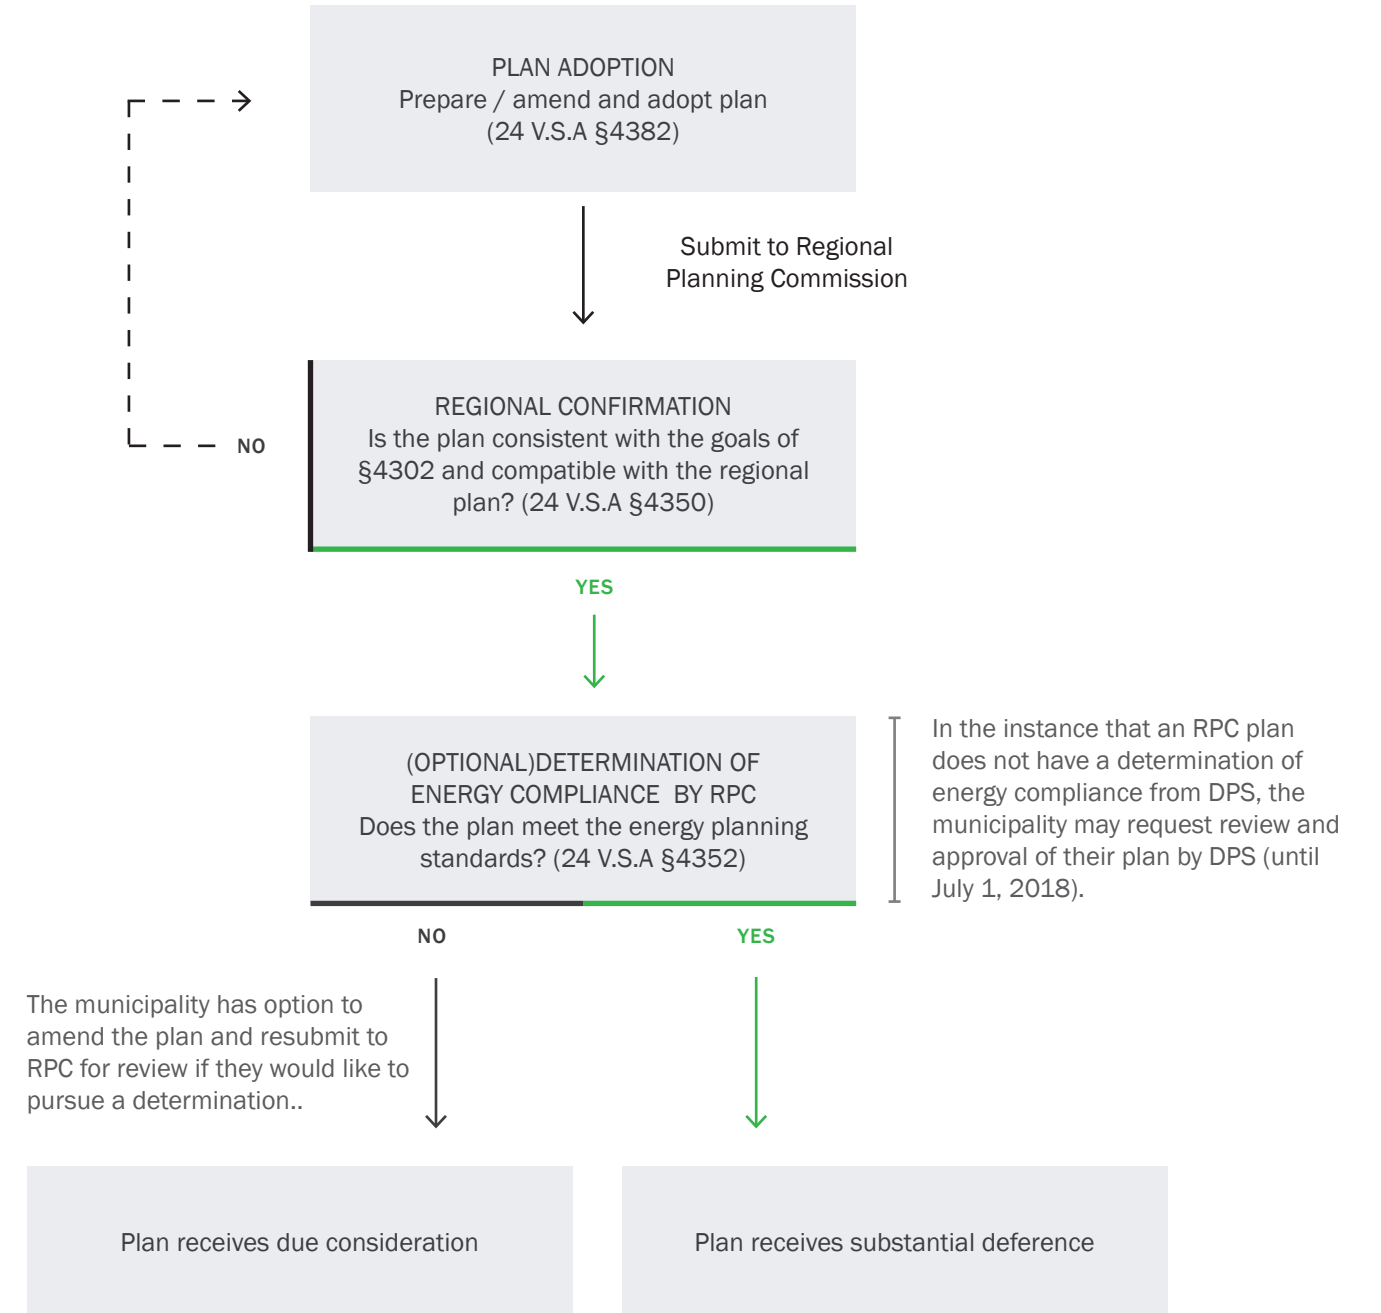 PLAN ADOPTION
Prepare / amend and adopt plan
(24 V.S.A §4382)
Submit to Regional
Planning Commission
REGIONAL CONFIRMATION
Is the plan consistent with the goals of
§4302 and compatible with the regional
plan? (24 V.S.A §4350)
NO
YES
(OPTIONAL)DETERMINATION OF
ENERGY COMPLIANCE  BY RPC
Does the plan meet the energy planning
standards? (24 V.S.A §4352)
In the instance that an RPC plan
does not have a determination of
energy compliance from DPS, the
municipality may request review and
approval of their plan by DPS (until
July 1, 2018).
NO
YES
The municipality has option to
amend the plan and resubmit to
RPC for review if they would like to
pursue a determination..
Plan receives due consideration
Plan receives substantial deference